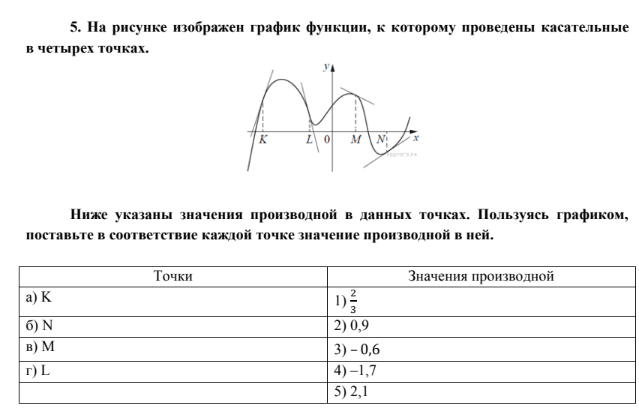 5. На рисунке изображен график функции, к которому проведены касательные
в четырех точках.
y
K L 0 M N x
Ниже указаны значения производной в данных точках. Пользуясь графиком,
поставьте в соответствие каждой точке значение производной в ней.
Точки Значения производной
а) K 1) 2/3
б) N 2) 0,9
в) M 3) – 0,6
г) L 4) –1,7
5) 2,1